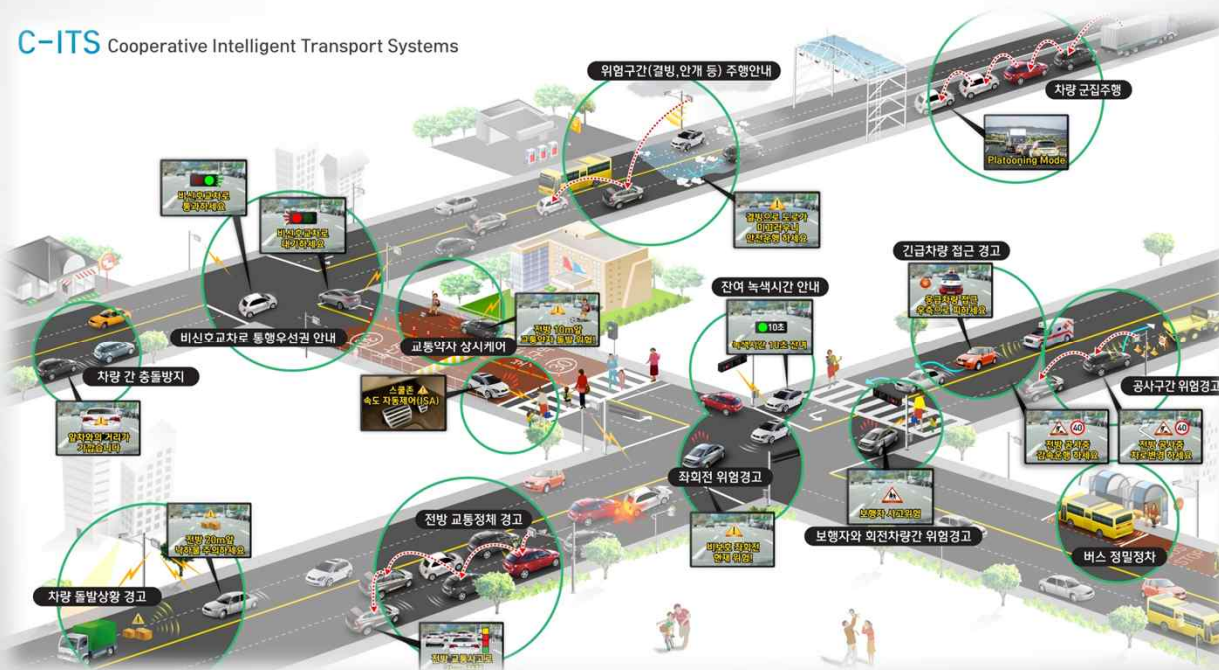 C-ITS Cooperative Intelligent Transport Systems
위험구간(결빙,안개 등) 주행안내
차량 군집주행
Platooning Mode
비신호교차로
통과하세요
비신호교차로
대기하세요
결빙으로 도로가
미끄러우니
안전운행 하세요
긴급차량 접근 경고
응급차량 접근
우측으로 피하세요
잔여 녹색시간 안내
10초
녹색시간 10초 전여
비신호교차로 통행우선권 안내
교통약자 상시케어
전방 10m앞
교통약자 돌발 위험!
차량 간 충돌방지
앞차와의 거리가
가깝습니다
스쿨존
속도 자동제어(ISA)
공사구간 위험경고
40
전방 공사중
감속운행 하세요
40
전방 공사중
차로변경 하세요
좌회전 위험경고
비보호 좌회전
현재 위험!
보행자 사고위험
보행자와 회전차량간 위험경고
버스 정밀정차
전방 교통정체 경고
전방 20m앞
낙하물 주의하세요
차량 돌발상황 경고
전방 교통사고로